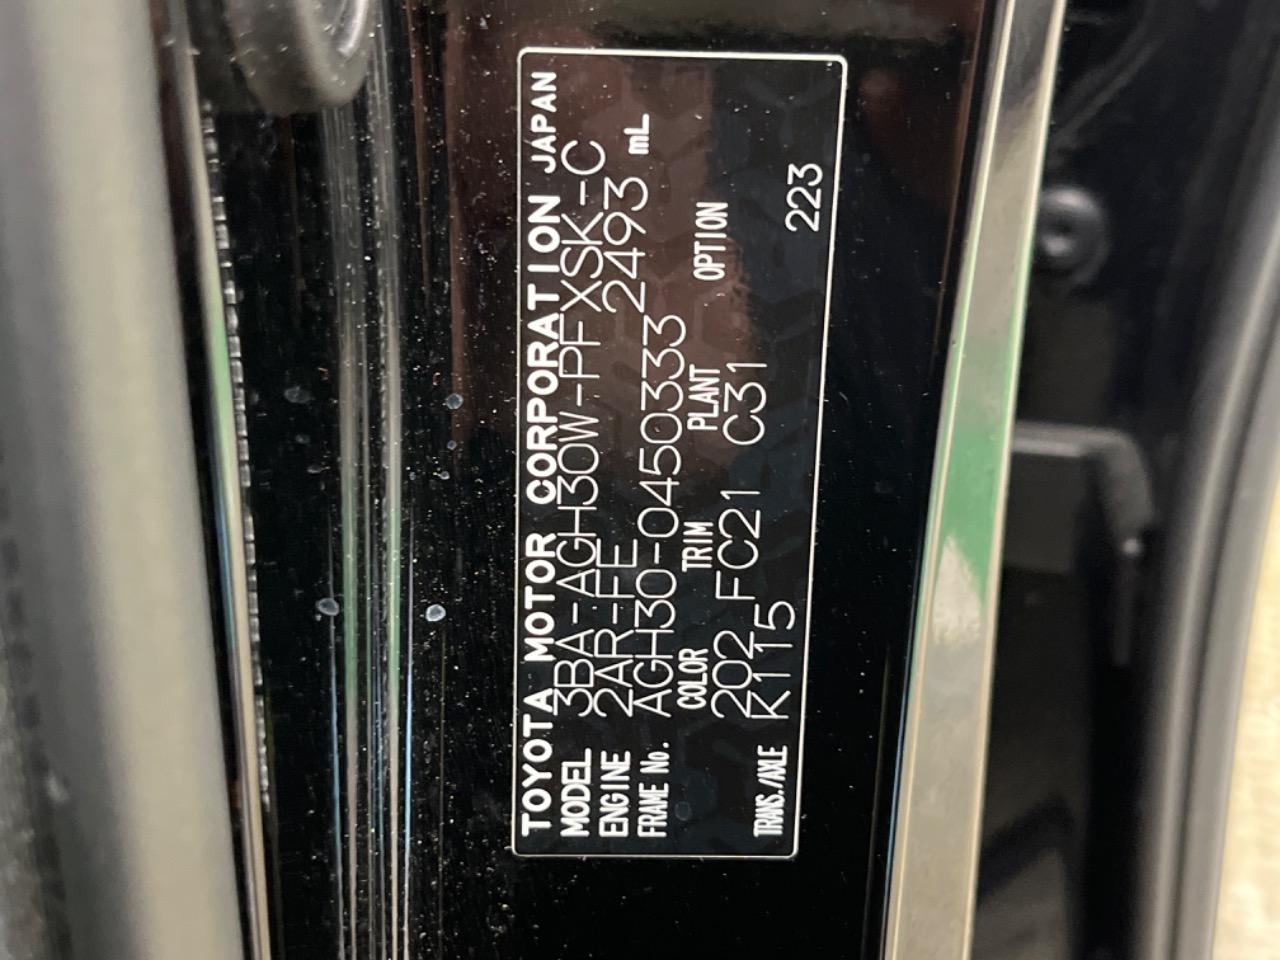 TOYOTA MOTOR CORPORATION JAPAN
MODEL 3BA-AGH30W-PFXSK-C
ENGINE 2AR-FE 2493 mL
FRAME No. AGH30-0450333
COLOR TRIM PLANT OPTION
202 FC21 C31
TRANS./AXLE K115 223